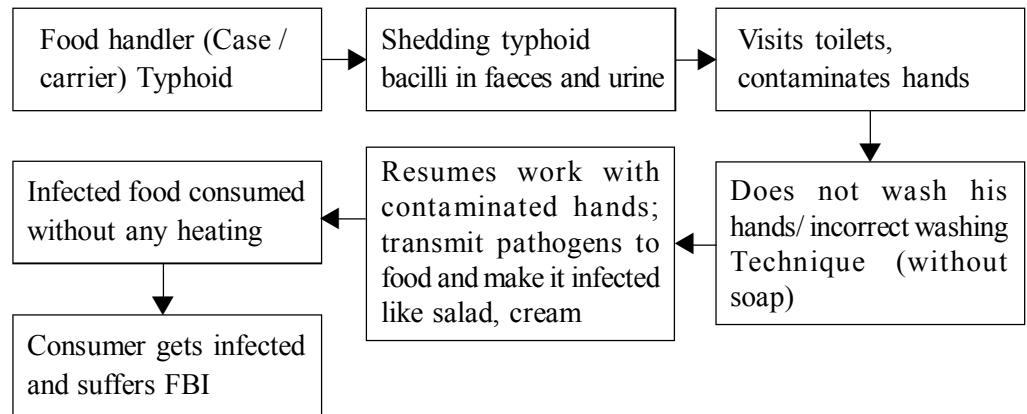 Food handler (Case /
carrier) Typhoid
Shedding typhoid
bacilli in faeces and urine
Visits toilets,
contaminates hands
Does not wash his
hands/ incorrect washing
Technique (without
soap)
Resumes work with
contaminated hands;
transmit pathogens to
food and make it infected
like salad, cream
Infected food consumed
without any heating
Consumer gets infected
and suffers FBI